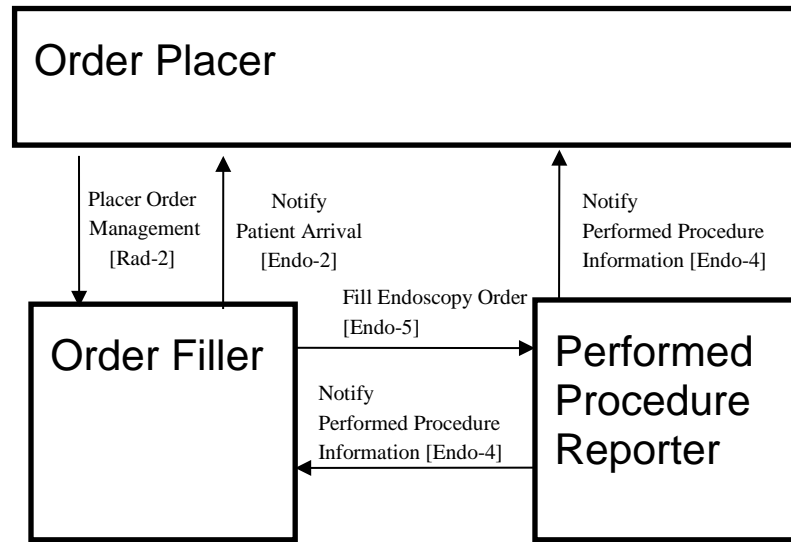 Order Placer
Placer Order
Management
[Rad-2]
Notify
Patient Arrival
[Endo-2]
Notify
Performed Procedure
Information [Endo-4]
Fill Endoscopy Order
[Endo-5]
Order Filler
Notify
Performed Procedure
Information [Endo-4]
Performed
Procedure
Reporter